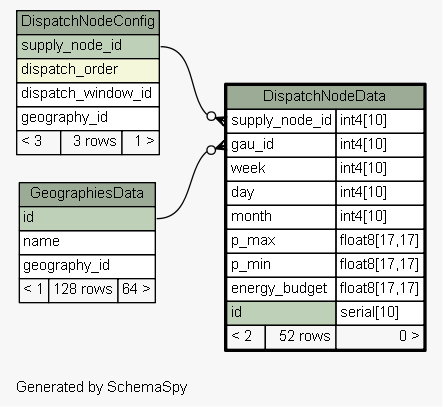 DispatchNodeConfig
supply_node_id
dispatch_order
dispatch_window_id
geography_id
< 3 3 rows 1 >
GeographiesData
id
name
geography_id
< 1 128 rows 64 >
DispatchNodeData
supply_node_id int4[10]
gau_id int4[10]
week int4[10]
day int4[10]
month int4[10]
p_max float8[17,17]
p_min float8[17,17]
energy_budget float8[17,17]
id serial[10]
< 2 52 rows 0 >
Generated by SchemaSpy